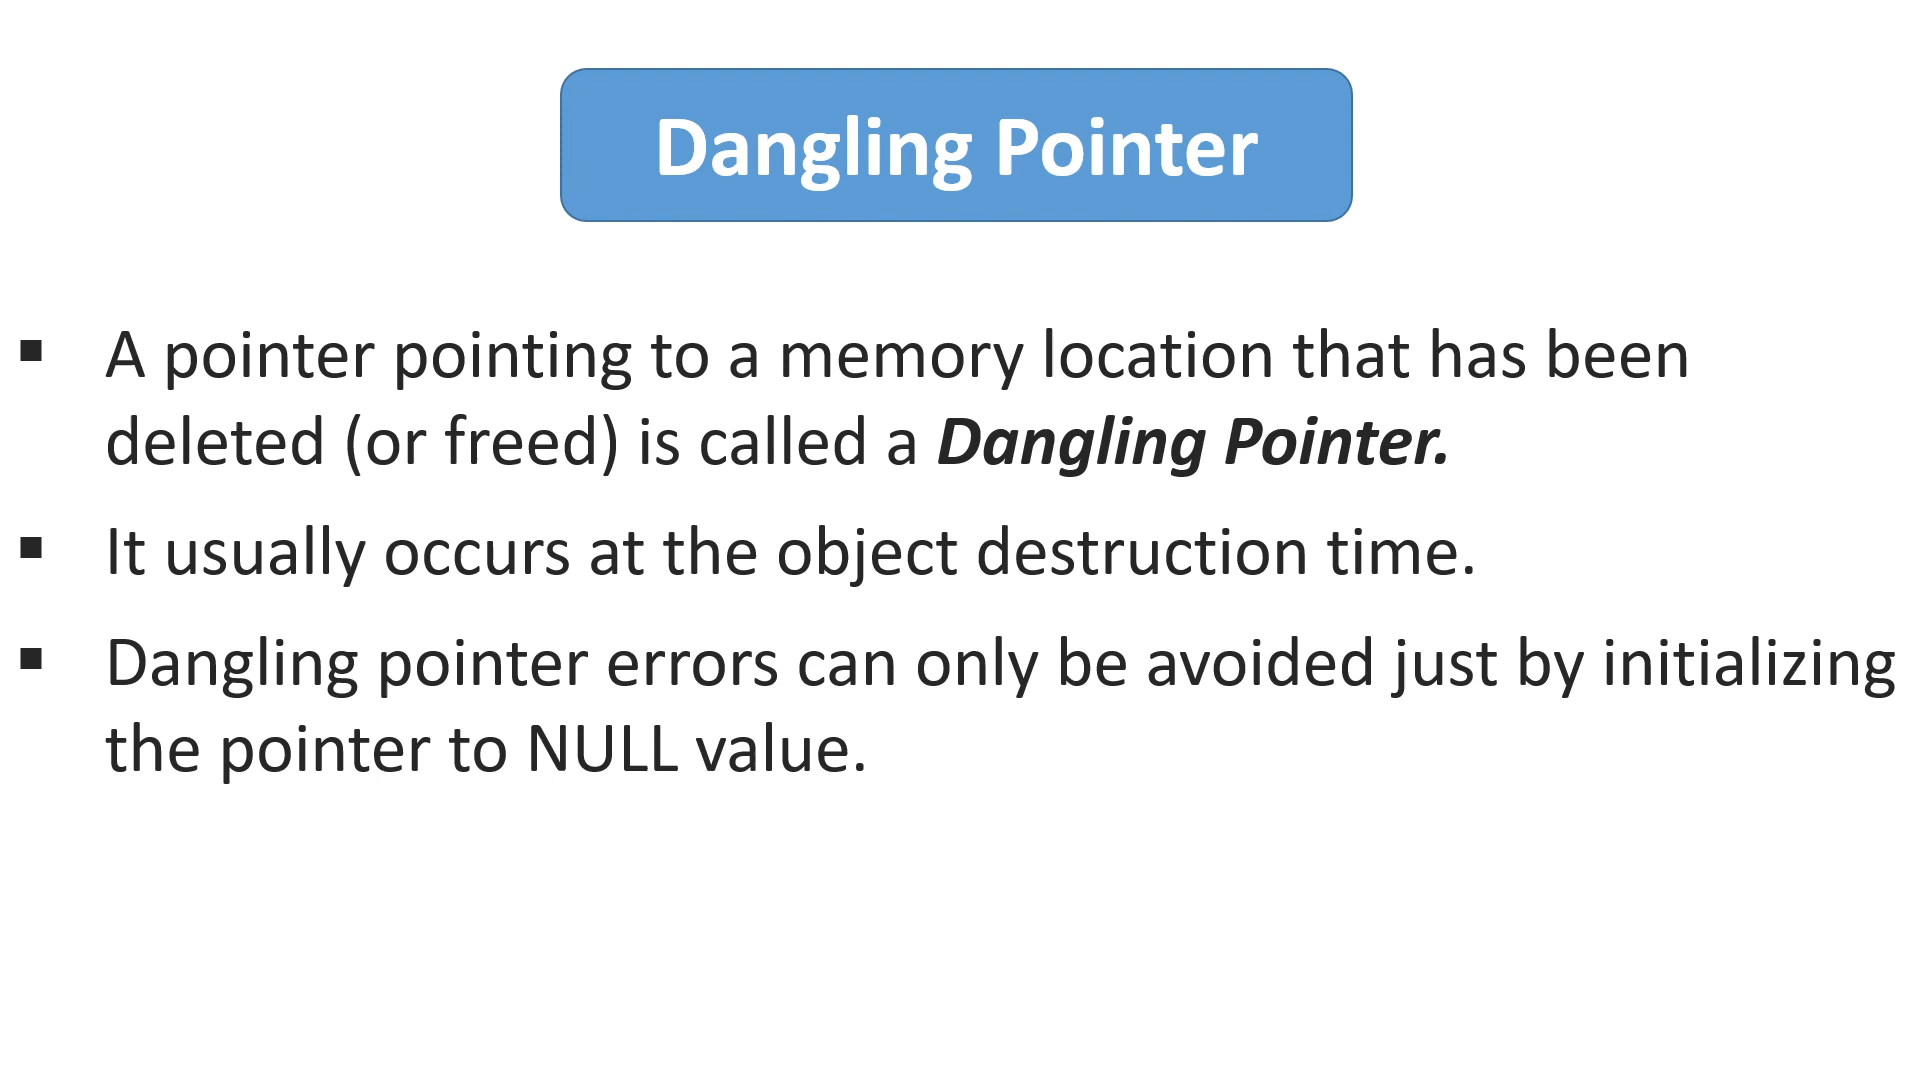 Dangling Pointer
▪ A pointer pointing to a memory location that has been
deleted (or freed) is called a Dangling Pointer.
▪ It usually occurs at the object destruction time.
▪ Dangling pointer errors can only be avoided just by initializing
the pointer to NULL value.